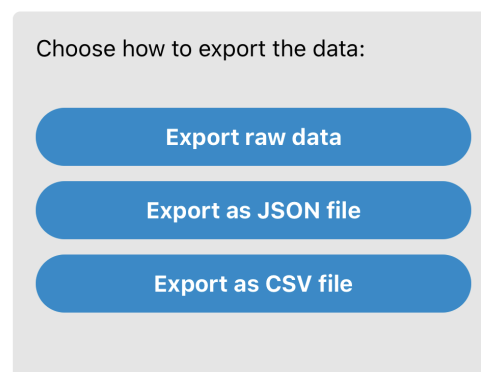 Choose how to export the data:
Export raw data
Export as JSON file
Export as CSV file